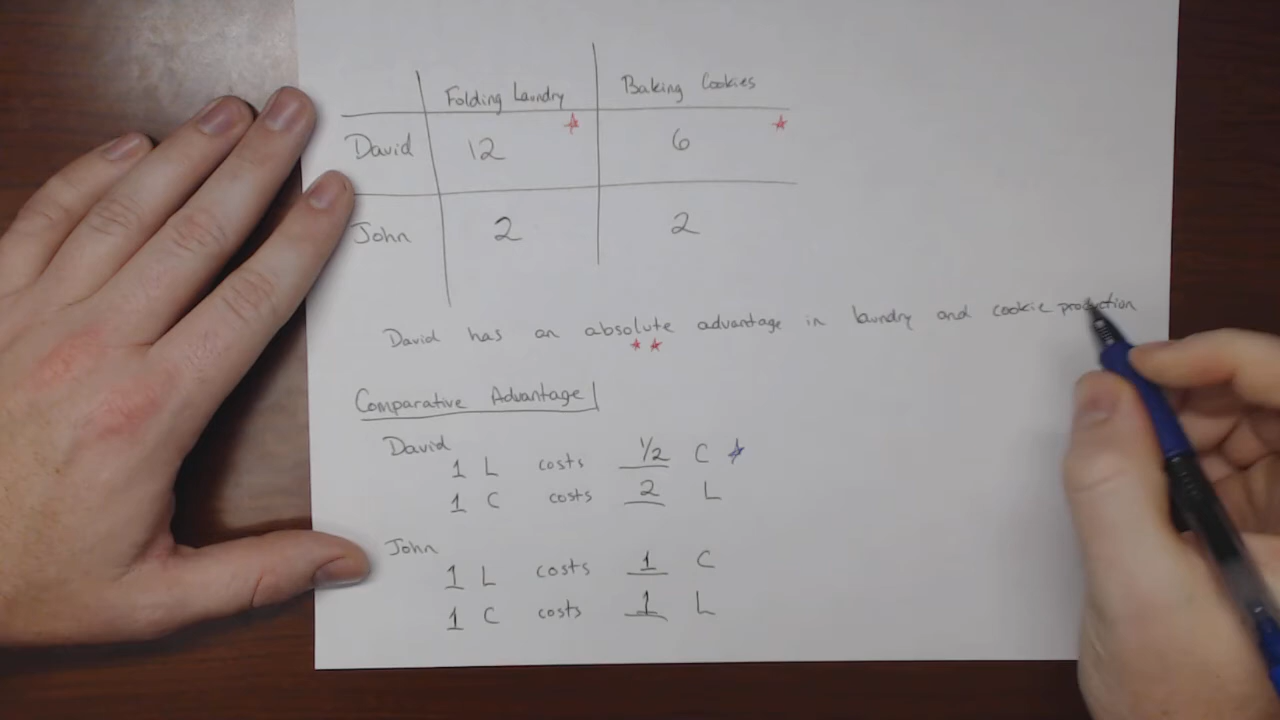 Folding Laundry Baking Cookies
David 12 6
John 2 2
David has an absolute advantage in laundry and cookie production
Comparative Advantage
David
1 L costs 1/2 C
1 C costs 2 L
John
1 L costs 1 C
1 C costs 1 L